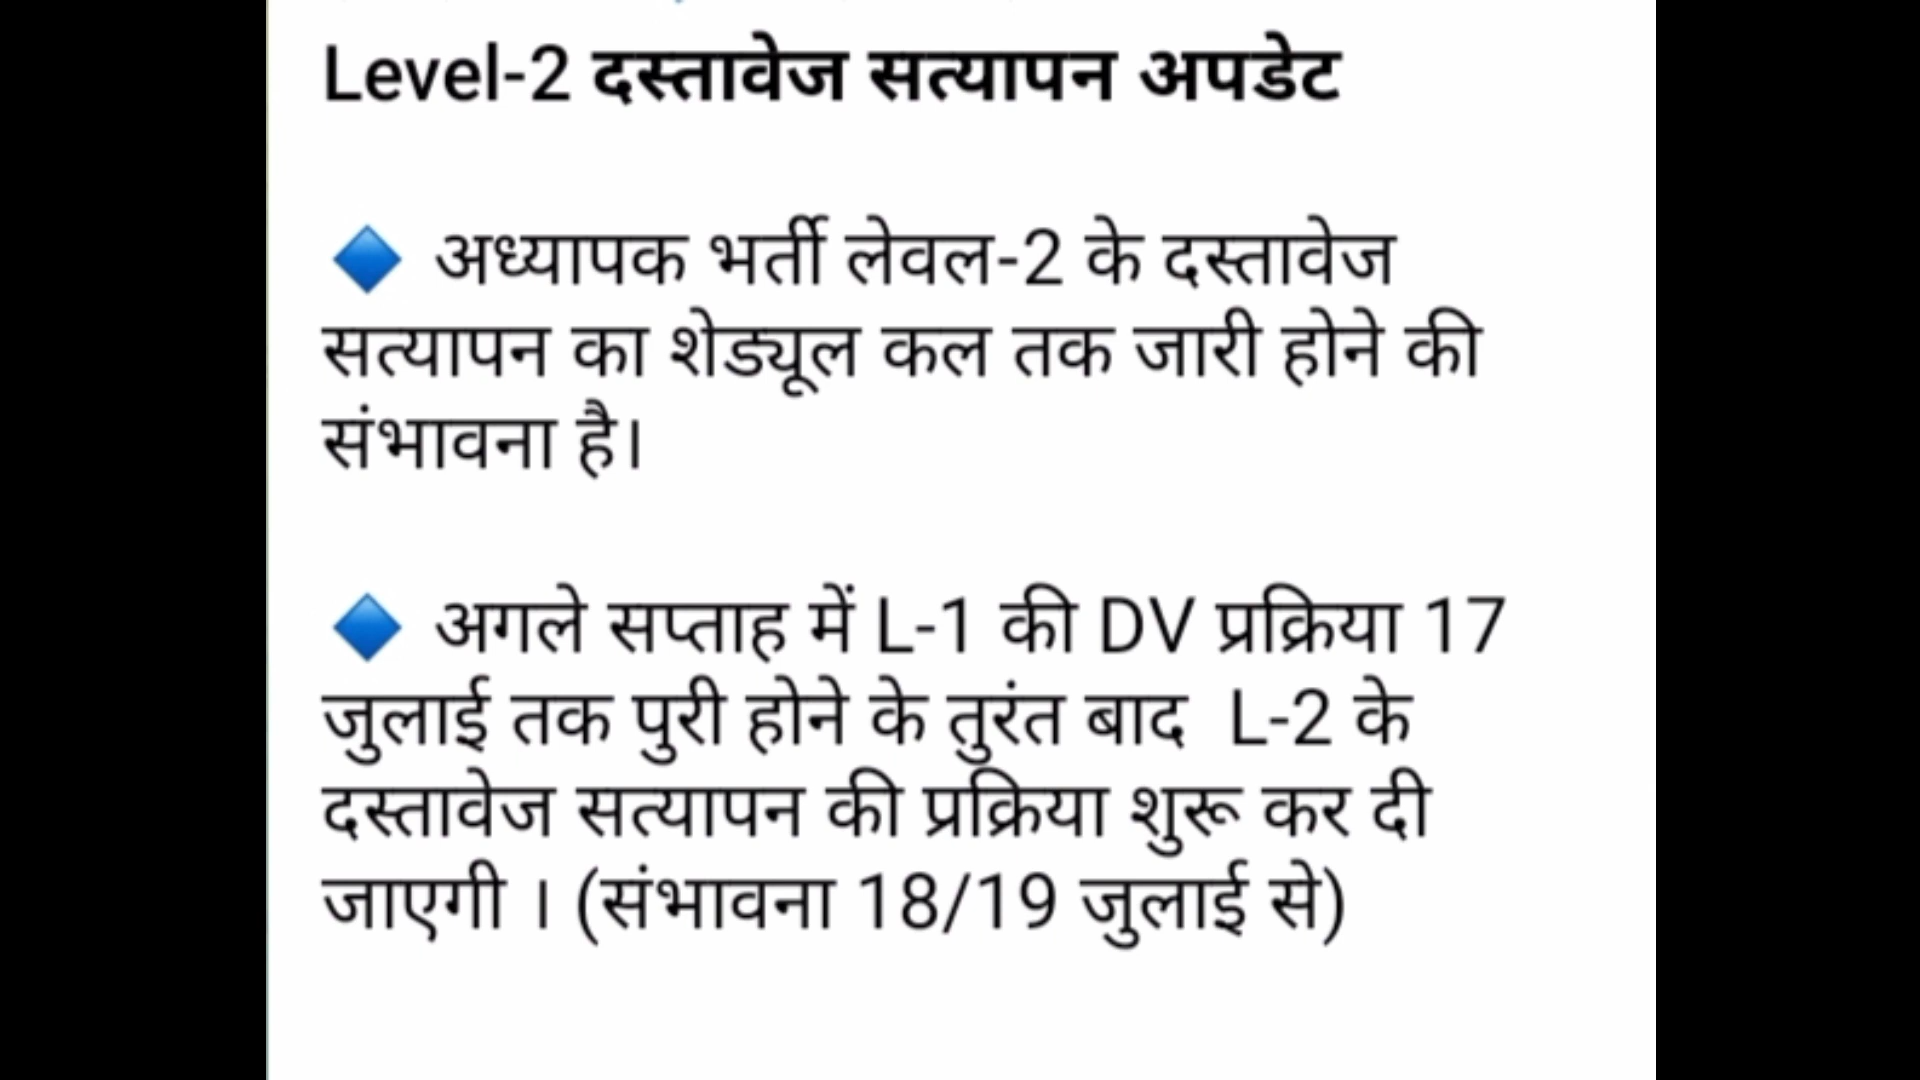 Level-2 दस्तावेज सत्यापन अपडेट
🔷 अध्यापक भर्ती लेवल-2 के दस्तावेज
सत्यापन का शेड्यूल कल तक जारी होने की
संभावना है।
🔷 अगले सप्ताह में L-1 की DV प्रक्रिया 17
जुलाई तक पुरी होने के तुरंत बाद L-2 के
दस्तावेज सत्यापन की प्रक्रिया शुरू कर दी
जाएगी । (संभावना 18/19 जुलाई से)